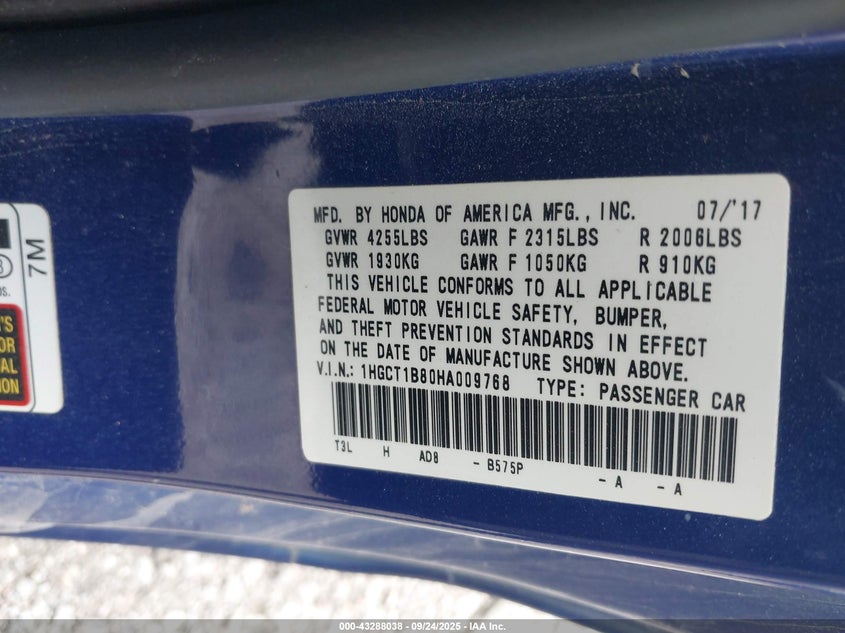 MFD. BY HONDA OF AMERICA MFG., INC. 07/'17
GVWR 4255LBS GAWR F 2315LBS R 2006LBS
GVWR 1930KG GAWR F 1050KG R 910KG
THIS VEHICLE CONFORMS TO ALL APPLICABLE
FEDERAL MOTOR VEHICLE SAFETY, BUMPER,
AND THEFT PREVENTION STANDARDS IN EFFECT
ON THE DATE OF MANUFACTURE SHOWN ABOVE.
V.I.N.: 1HGCT1B80HA009768 TYPE: PASSENGER CAR
T3L H AD8 - B575P - A - A
7M
000-43288038 - 09/24/2025 - IAA Inc.